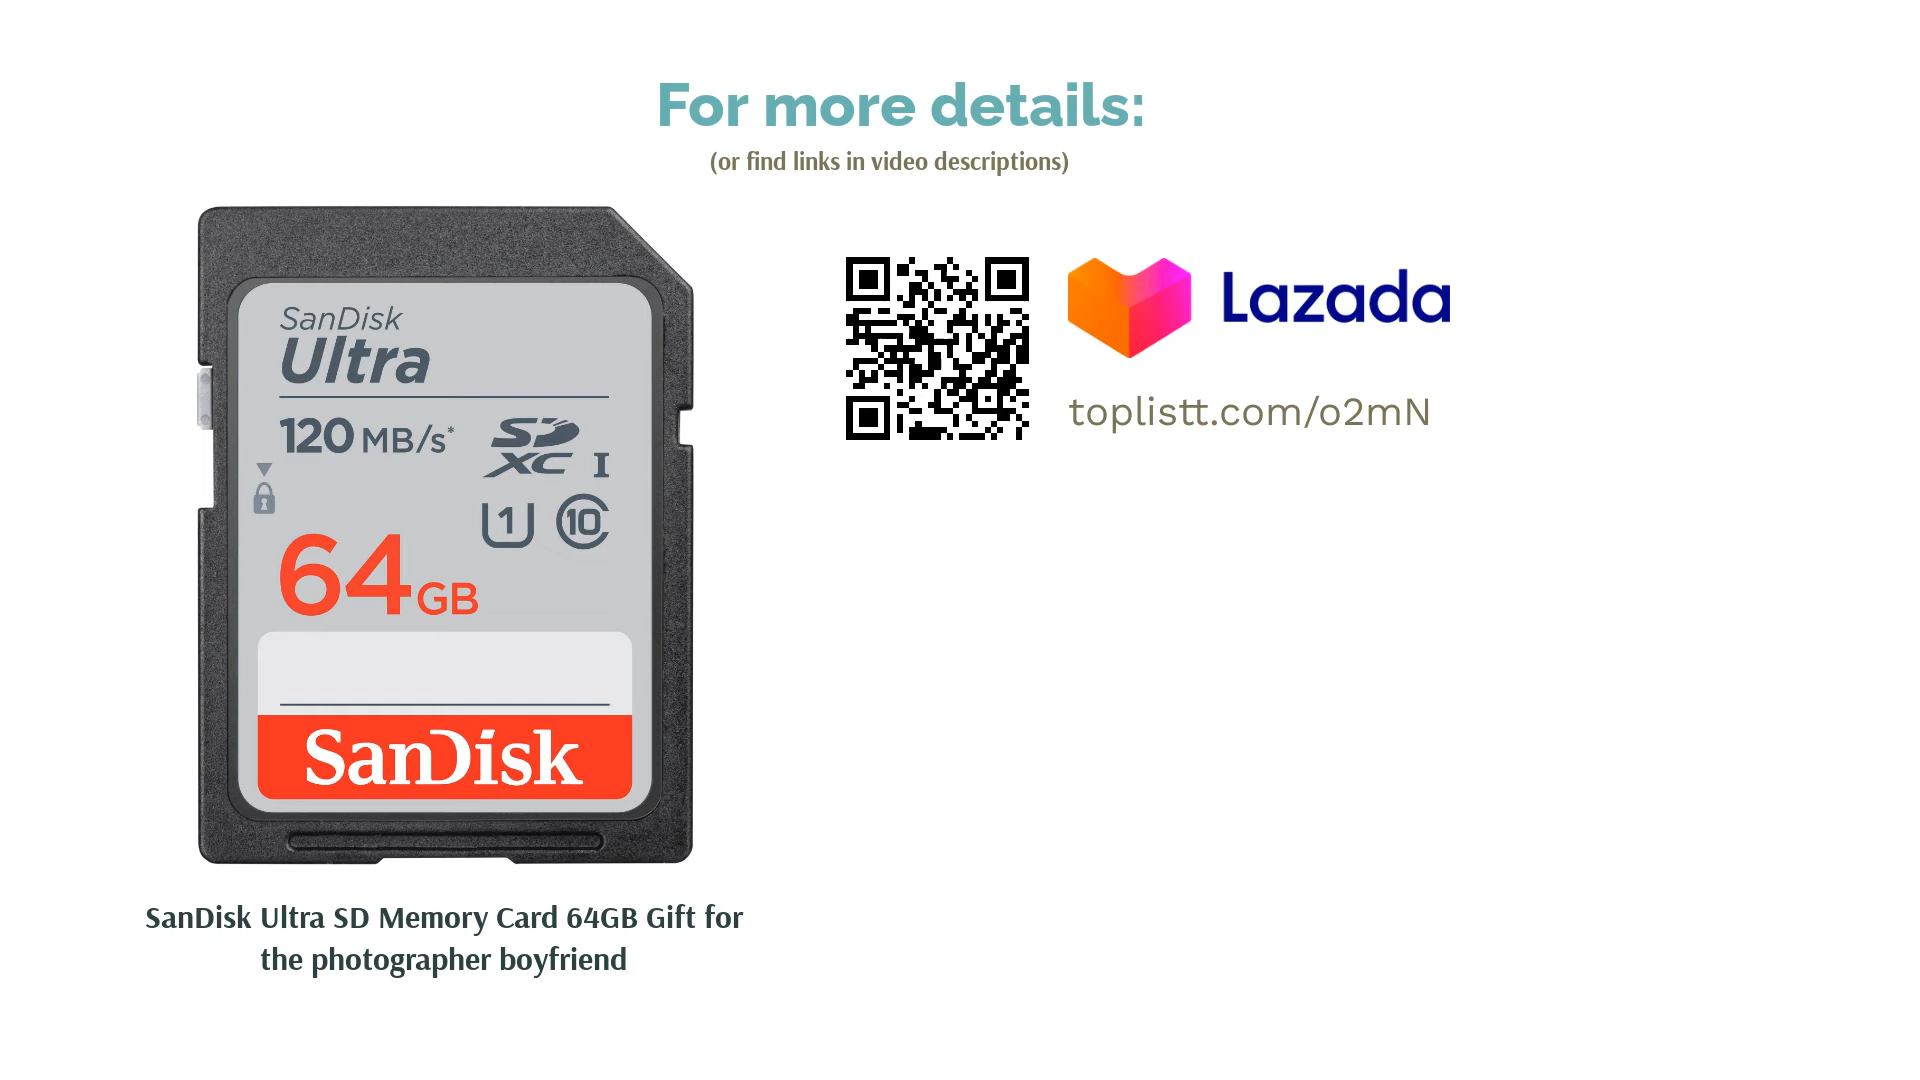 For more details:
(or find links in video descriptions)
SanDisk
Ultra
120 MB/s*
SD
XC I
1 10
64GB
SanDisk
Lazada
toplistt.com/o2mN
SanDisk Ultra SD Memory Card 64GB Gift for
the photographer boyfriend